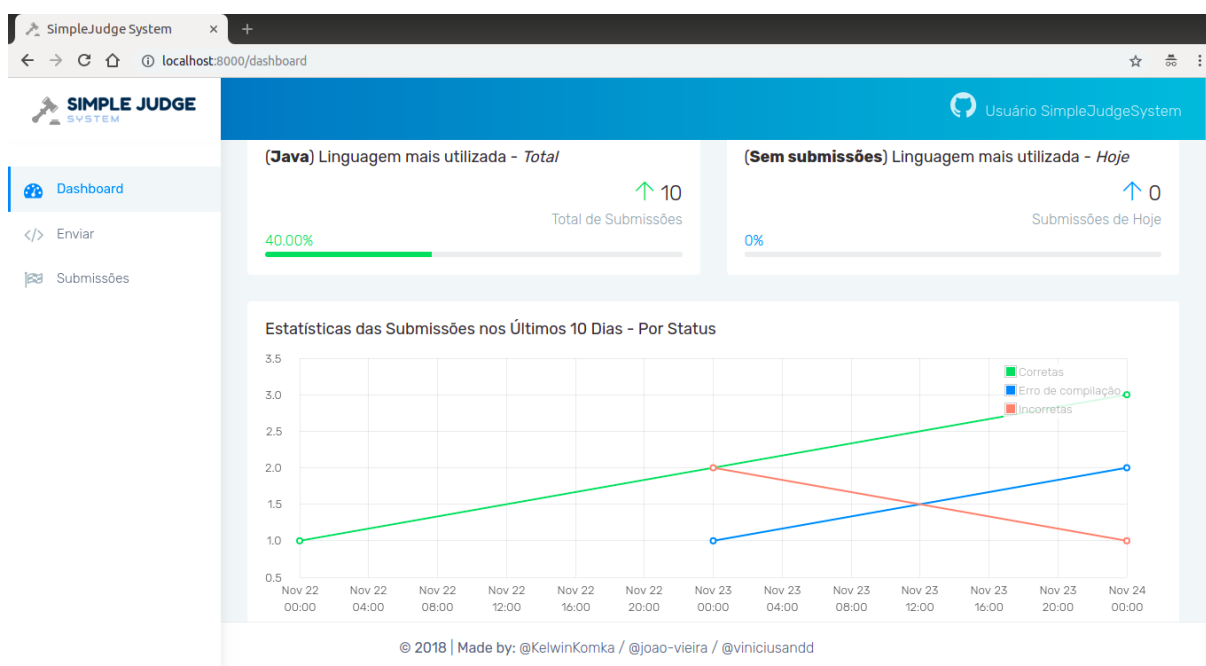 SimpleJudge System
localhost:8000/dashboard
SIMPLE JUDGE
SYSTEM
Usuário SimpleJudgeSystem
Dashboard
Enviar
Submissões
(Java) Linguagem mais utilizada - Total
10
Total de Submissões
40.00%
(Sem submissões) Linguagem mais utilizada - Hoje
0
Submissões de Hoje
0%
Estatísticas das Submissões nos Últimos 10 Dias - Por Status
Corretas
Erro de compilação
Incorretas
3.5
3.0
2.5
2.0
1.5
1.0
0.5
Nov 22 00:00
Nov 22 04:00
Nov 22 08:00
Nov 22 12:00
Nov 22 16:00
Nov 22 20:00
Nov 23 00:00
Nov 23 04:00
Nov 23 08:00
Nov 23 12:00
Nov 23 16:00
Nov 23 20:00
Nov 24 00:00
© 2018 | Made by: @KelwinKomka / @joao-vieira / @viniciusandd